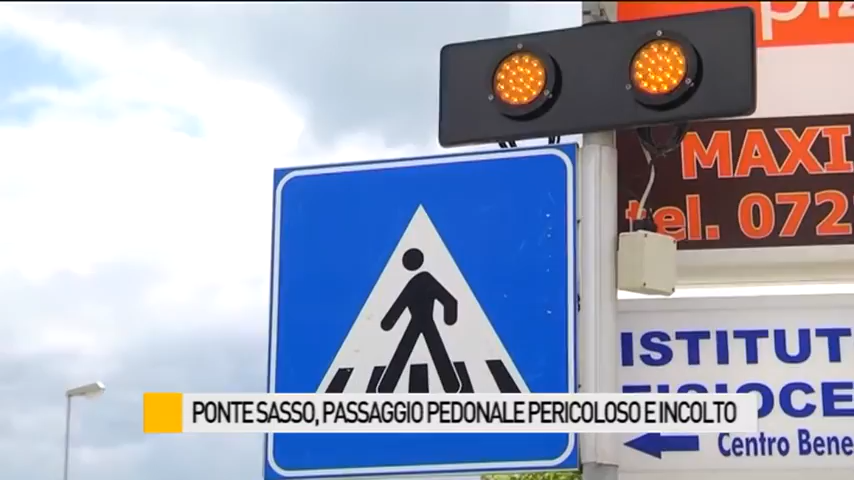 MAXI
tel. 072
ISTITUT
PONTE SASSO, PASSAGGIO PEDONALE PERICOLOSO E INCOLTO
Centro Bene